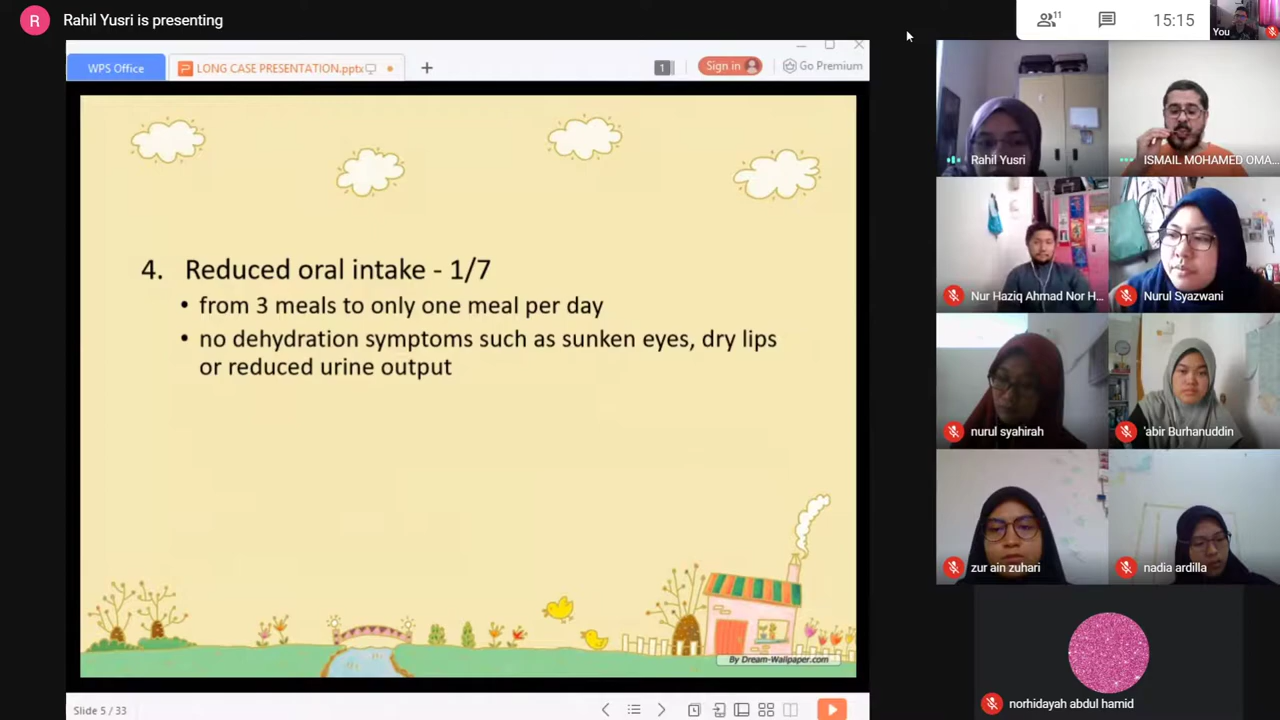 R Rahil Yusri is presenting
11
15:15
You
WPS Office
LONG CASE PRESENTATION.pptx
1
Sign in
Go Premium
4. Reduced oral intake - 1/7
• from 3 meals to only one meal per day
• no dehydration symptoms such as sunken eyes, dry lips
or reduced urine output
By Dream-Wallpaper.com
Slide 5 / 33
Rahil Yusri
ISMAIL MOHAMED OMA...
Nur Haziq Ahmad Nor H...
Nurul Syazwani
nurul syahirah
'abir Burhanuddin
zur ain zuhari
nadia ardilla
norhidayah abdul hamid